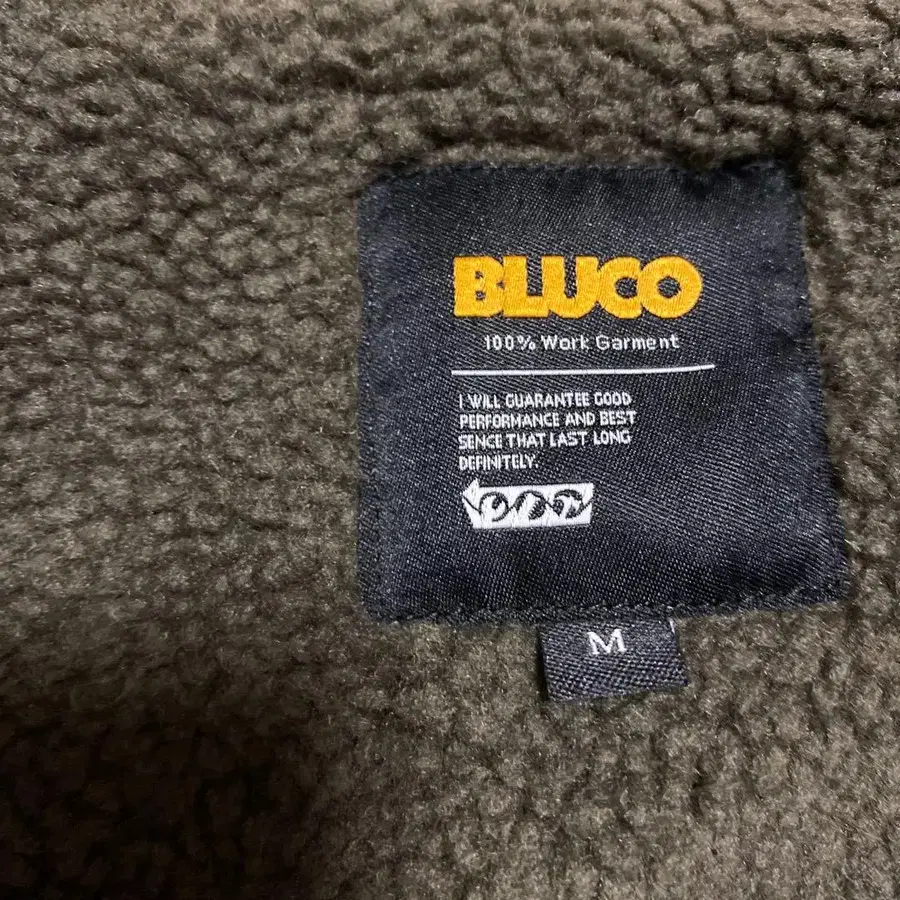 BLUCO
100% Work Garment
I WILL GUARANTEE GOOD
PERFORMANCE AND BEST
SENCE THAT LAST LONG
DEFINITELY.
M